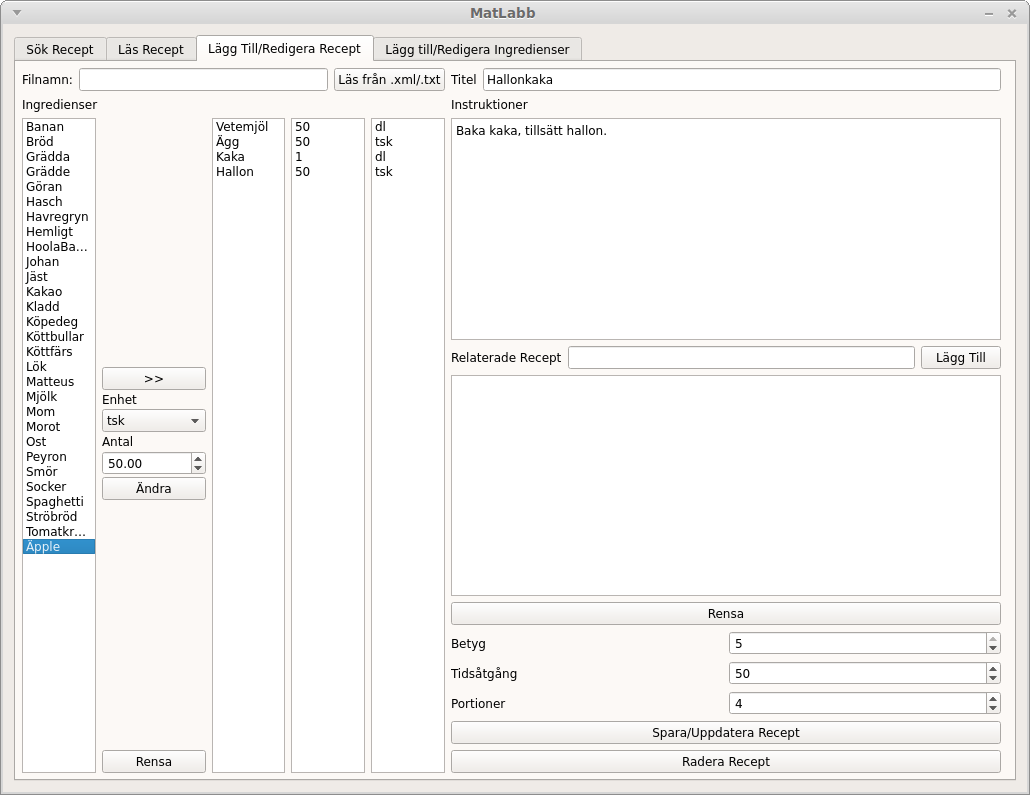 MatLabb
Sök Recept Läs Recept Lägg Till/Redigera Recept Lägg till/Redigera Ingredienser
Filnamn: Läs från .xml/.txt Titel Hallonkaka
Ingredienser Instruktioner
Banan
Bröd
Grädda
Grädde
Göran
Hasch
Havregryn
Hemligt
HoolaBa...
Johan
Jäst
Kakao
Kladd
Köpedeg
Köttbullar
Köttfärs
Lök
Matteus
Mjölk
Mom
Morot
Ost
Peyron
Smör
Socker
Spaghetti
Ströbröd
Tomatkr...
Äpple
>>
Enhet
tsk
Antal
50.00
Ändra
Rensa
Vetemjöl 50 dl
Ägg 50 tsk
Kaka 1 dl
Hallon 50 tsk
Baka kaka, tillsätt hallon.
Relaterade Recept Lägg Till
Rensa
Betyg 5
Tidsåtgång 50
Portioner 4
Spara/Uppdatera Recept
Radera Recept